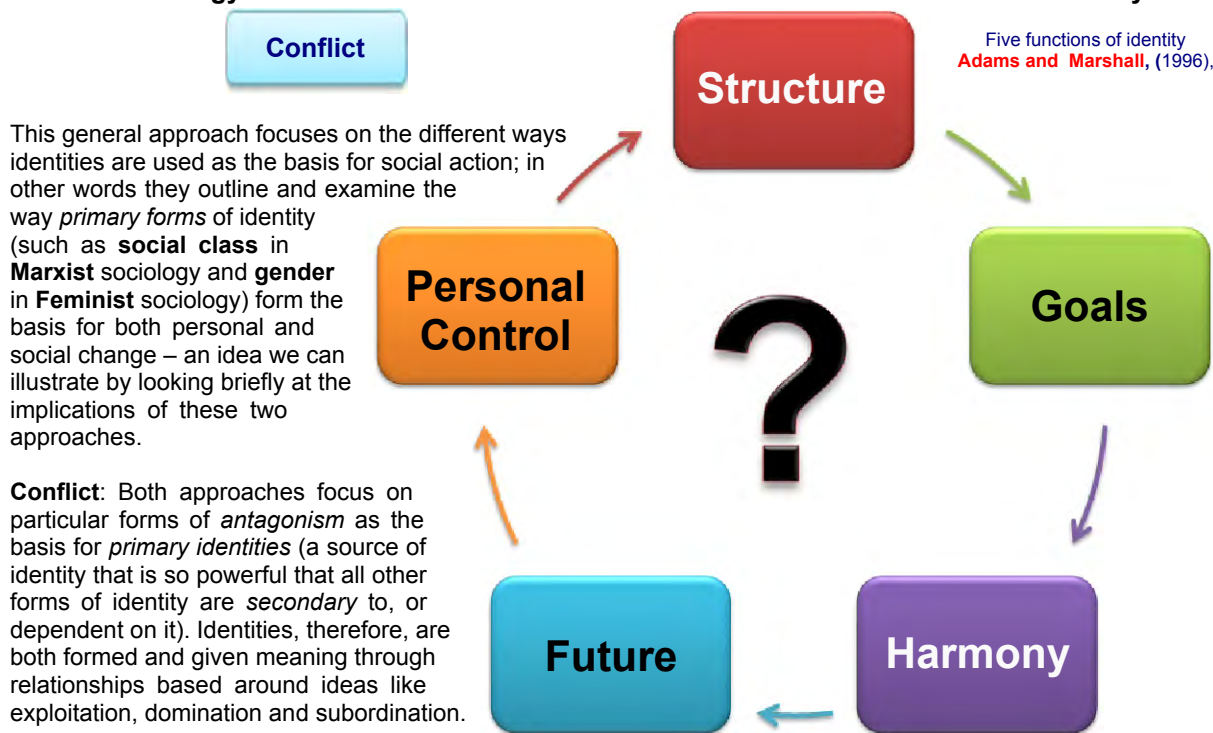 Conflict
Five functions of identity
Adams and Marshall, (1996),
This general approach focuses on the different ways
identities are used as the basis for social action; in
other words they outline and examine the
way primary forms of identity
(such as social class in
Marxist sociology and gender
in Feminist sociology) form the
basis for both personal and
social change – an idea we can
illustrate by looking briefly at the
implications of these two
approaches.
Conflict: Both approaches focus on
particular forms of antagonism as the
basis for primary identities (a source of
identity that is so powerful that all other
forms of identity are secondary to, or
dependent on it). Identities, therefore, are
both formed and given meaning through
relationships based around ideas like
exploitation, domination and subordination.
Structure
Goals
Harmony
Future
Personal
Control
?